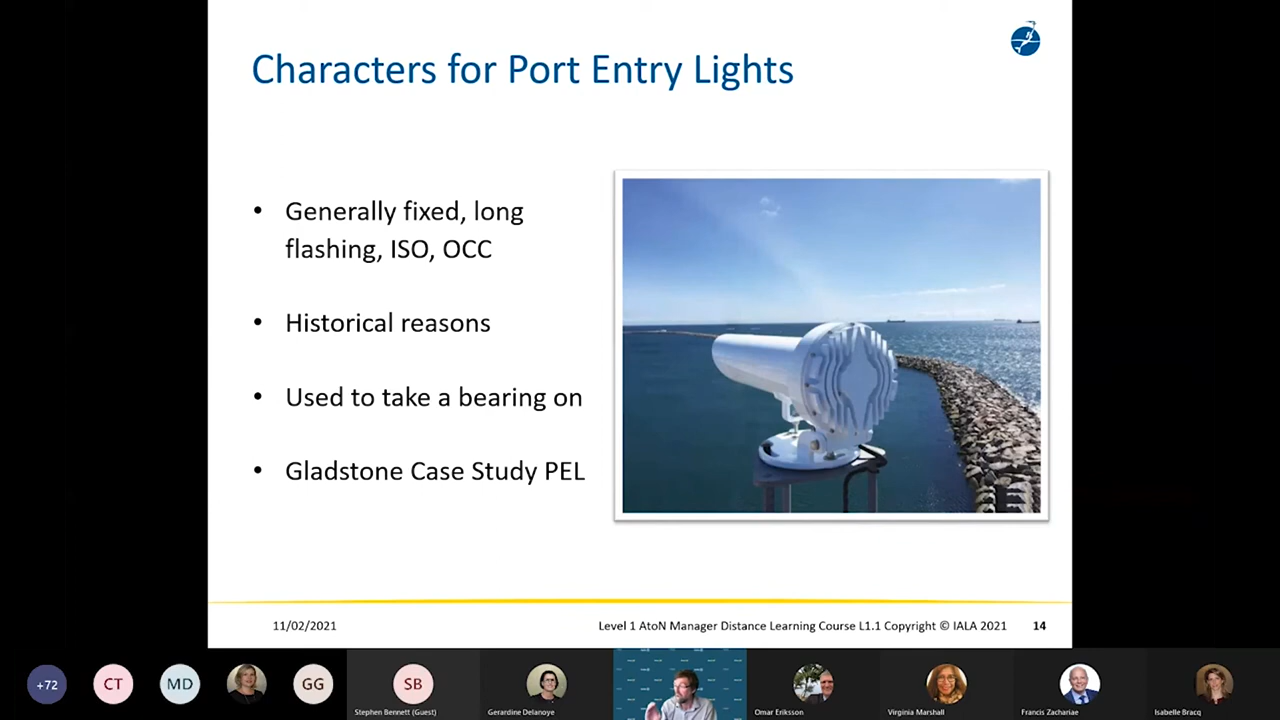 Characters for Port Entry Lights
• Generally fixed, long
flashing, ISO, OCC
• Historical reasons
• Used to take a bearing on
• Gladstone Case Study PEL
11/02/2021
Level 1 AtoN Manager Distance Learning Course L1.1 Copyright © IALA 2021
14
+72
CT
MD
GG
SB
Stephen Bennett (Guest)
Gerardine Delanoye
Omar Eriksson
Virginia Marshall
Francis Zachariae
Isabelle Bracq